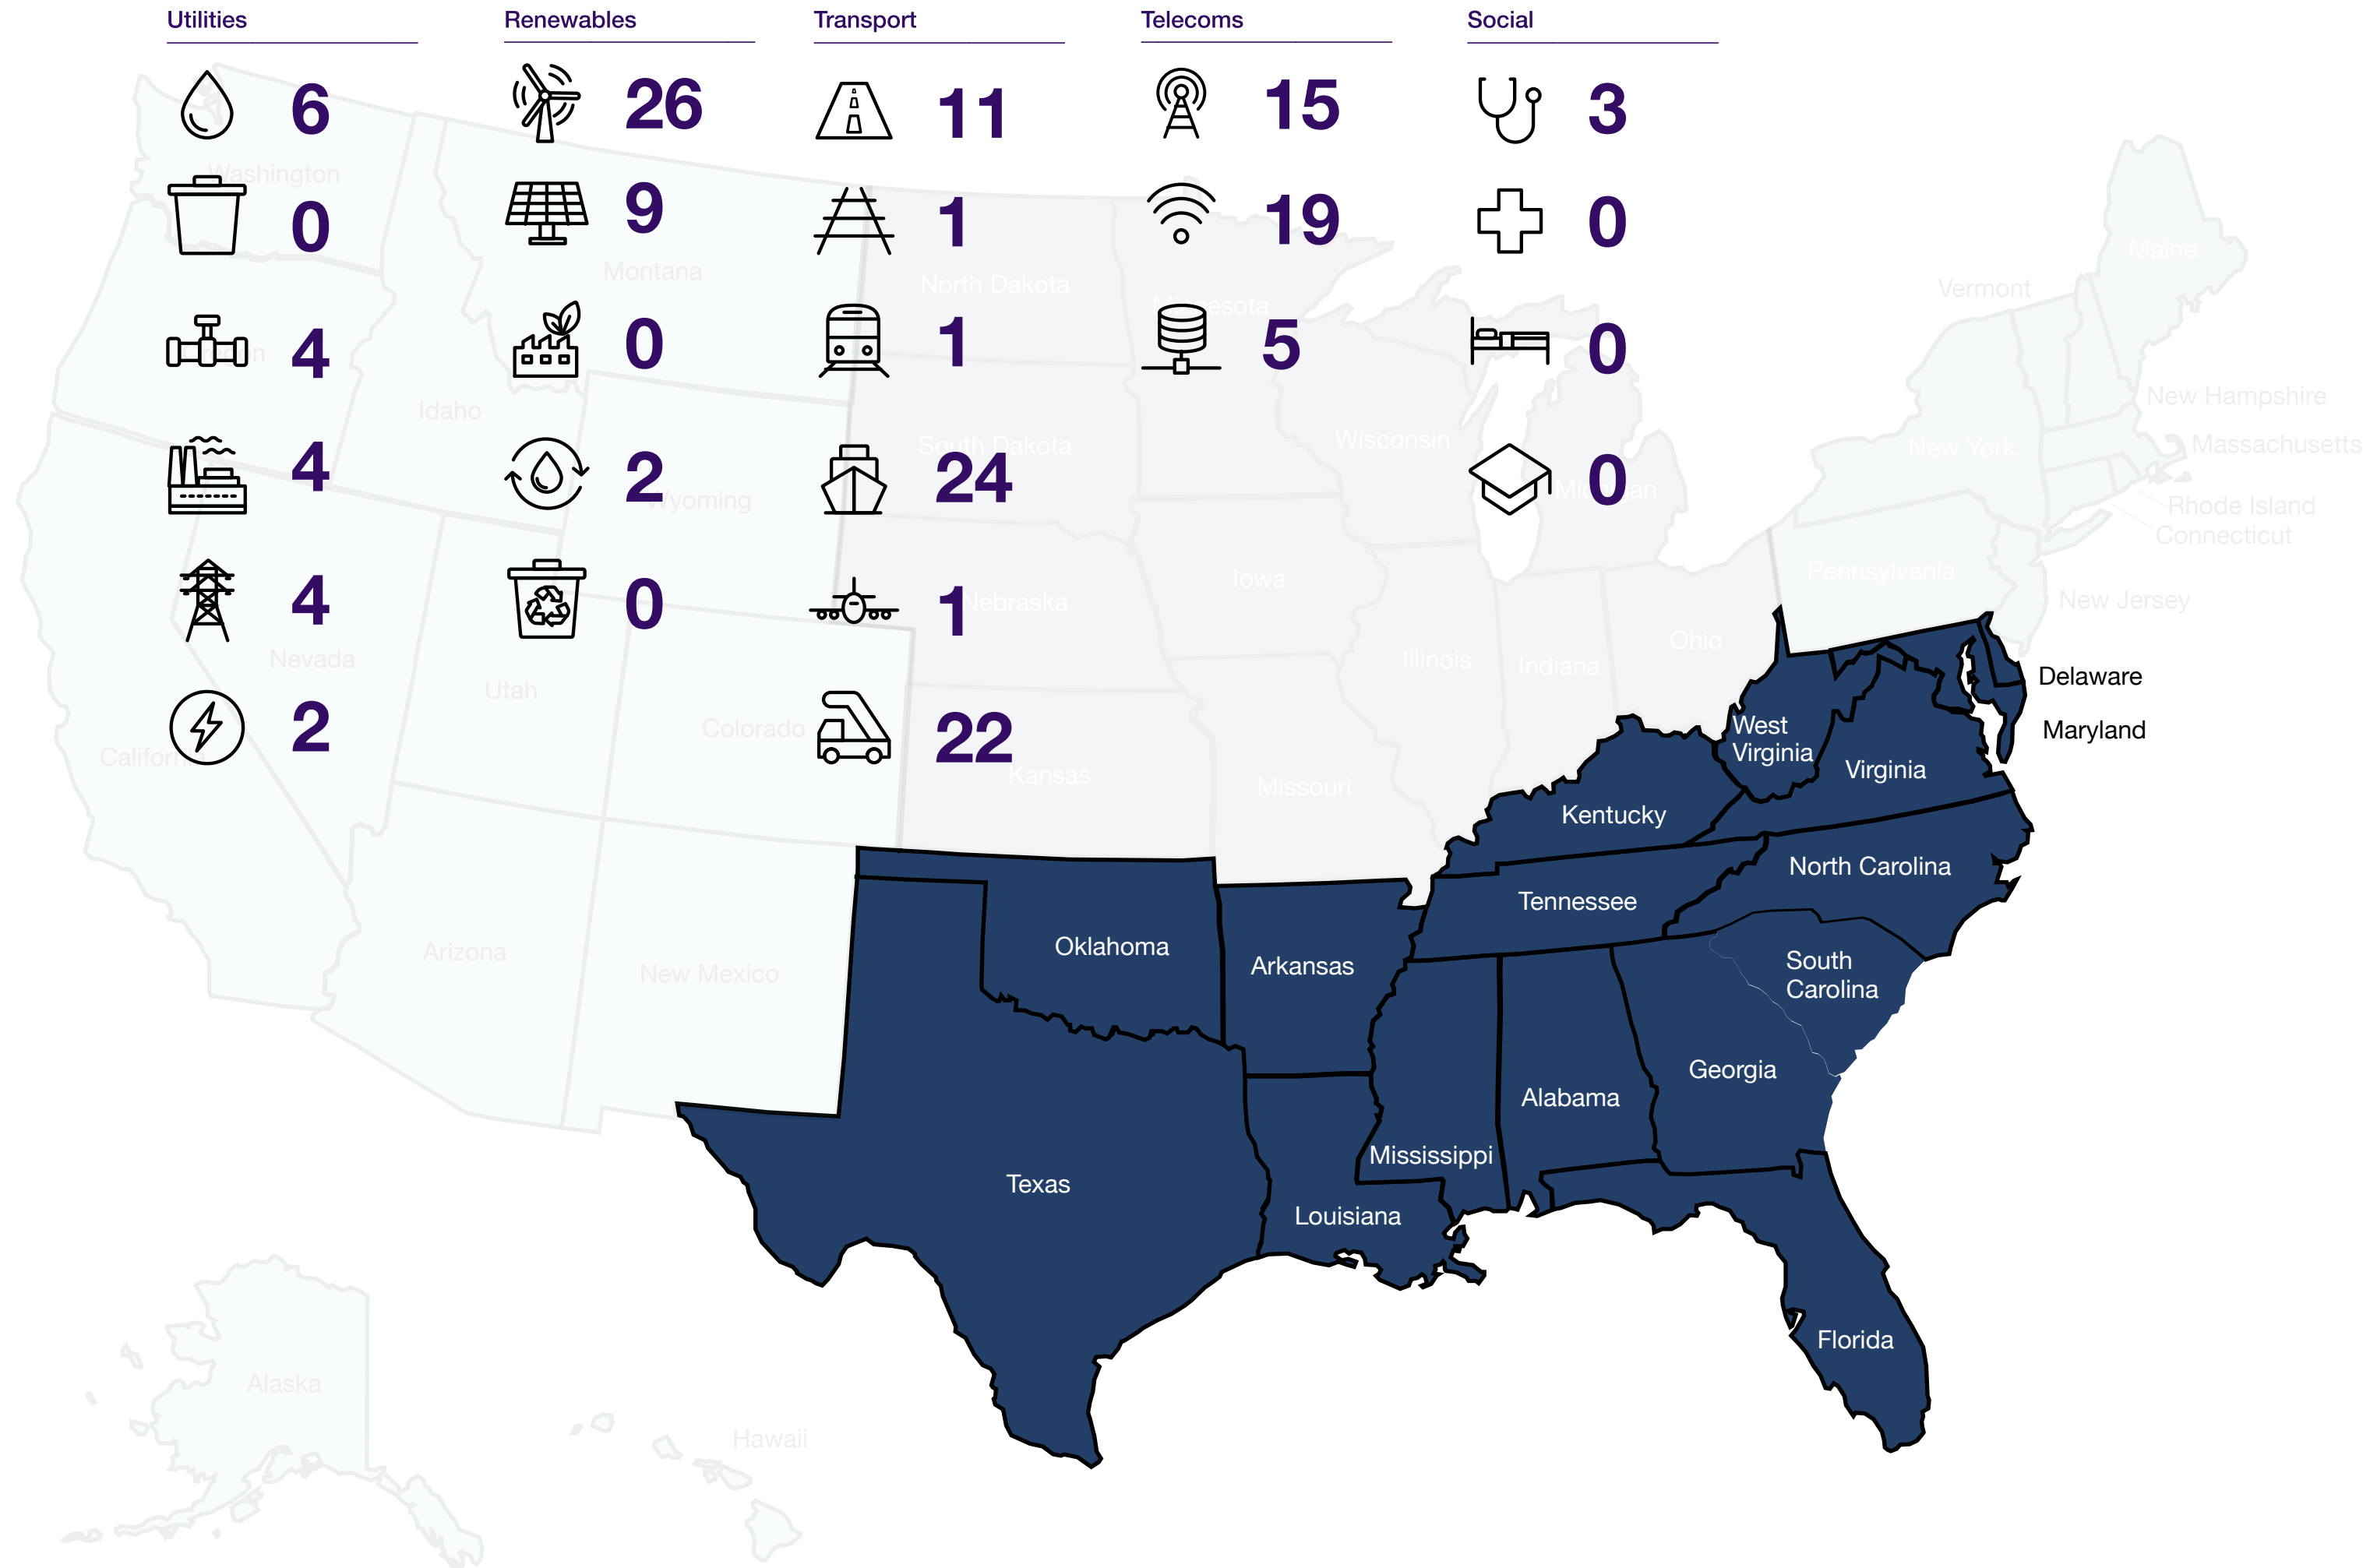 Utilities
6
0
4
4
4
2
Renewables
26
9
0
2
0
Transport
11
1
1
24
1
22
Telecoms
15
19
5
Social
3
0
0
0
Washington
Montana
Idaho
Wyoming
Nevada
Utah
Colorado
Arizona
New Mexico
Alaska
Hawaii
North Dakota
South Dakota
Nebraska
Kansas
Wisconsin
Iowa
Illinois
Indiana
Ohio
Missouri
Maine
Vermont
New Hampshire
New York
Massachusetts
Rhode Island
Connecticut
Pennsylvania
New Jersey
Delaware
Maryland
West
Virginia
Virginia
Kentucky
North Carolina
Tennessee
Oklahoma
Arkansas
South
Carolina
Georgia
Alabama
Mississippi
Texas
Louisiana
Florida